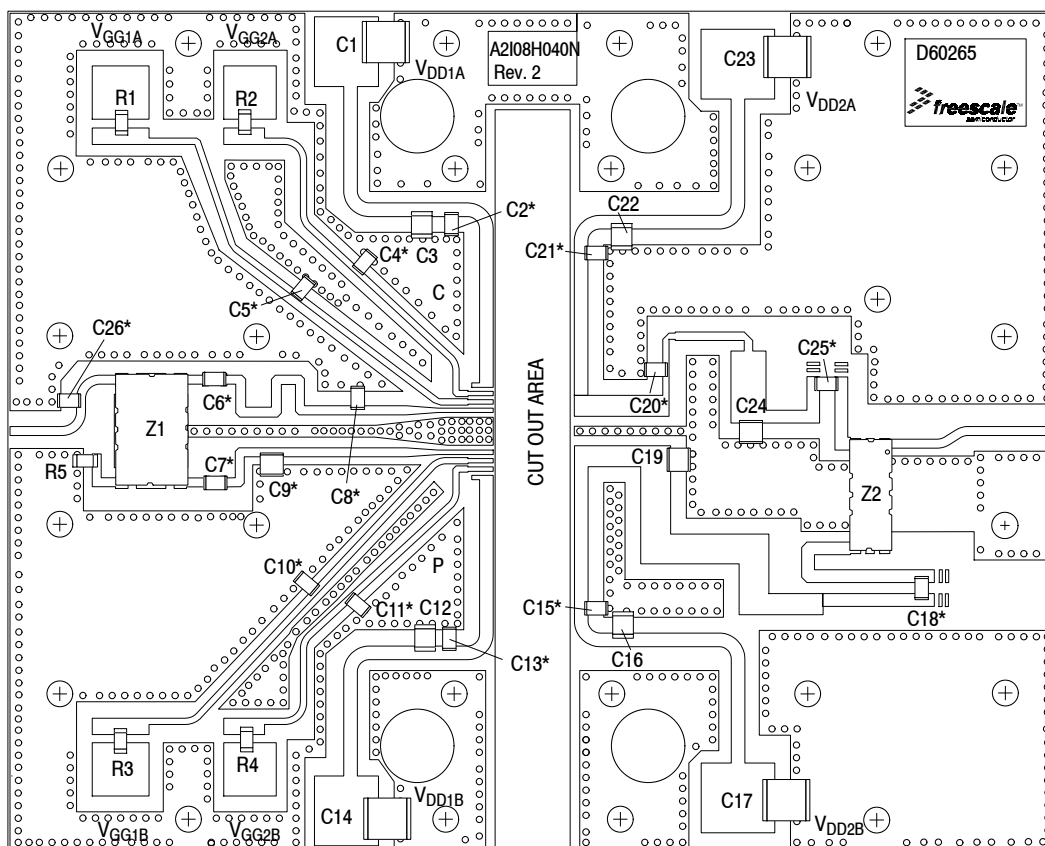 VGG1A
VGG2A
C1
A2I08H040N
Rev. 2
VDD1A
C23
VDD2A
D60265
freescale™
semiconductor
R1
R2
C2*
C3
C4*
C
C5*
C22
C21*
C26*
C6*
Z1
C8*
R5
C7*
C9*
CUT OUT AREA
C20*
C25*
C24
C19
Z2
C10*
P
C11*
C12
C13*
C15*
C16
C18*
R3
R4
VGG1B
VGG2B
C14
VDD1B
C17
VDD2B